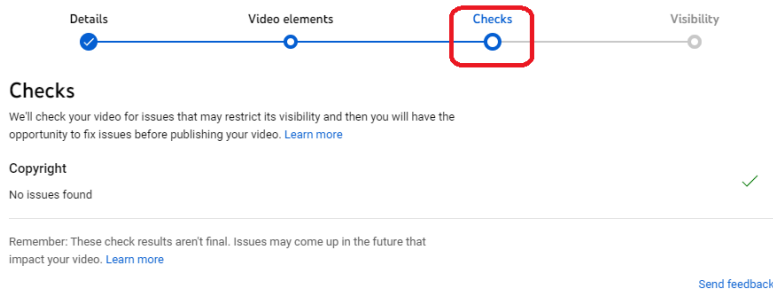 Details Video elements Checks Visibility
Checks
We'll check your video for issues that may restrict its visibility and then you will have the
opportunity to fix issues before publishing your video. Learn more
Copyright
No issues found
Remember: These check results aren't final. Issues may come up in the future that
impact your video. Learn more
Send feedback